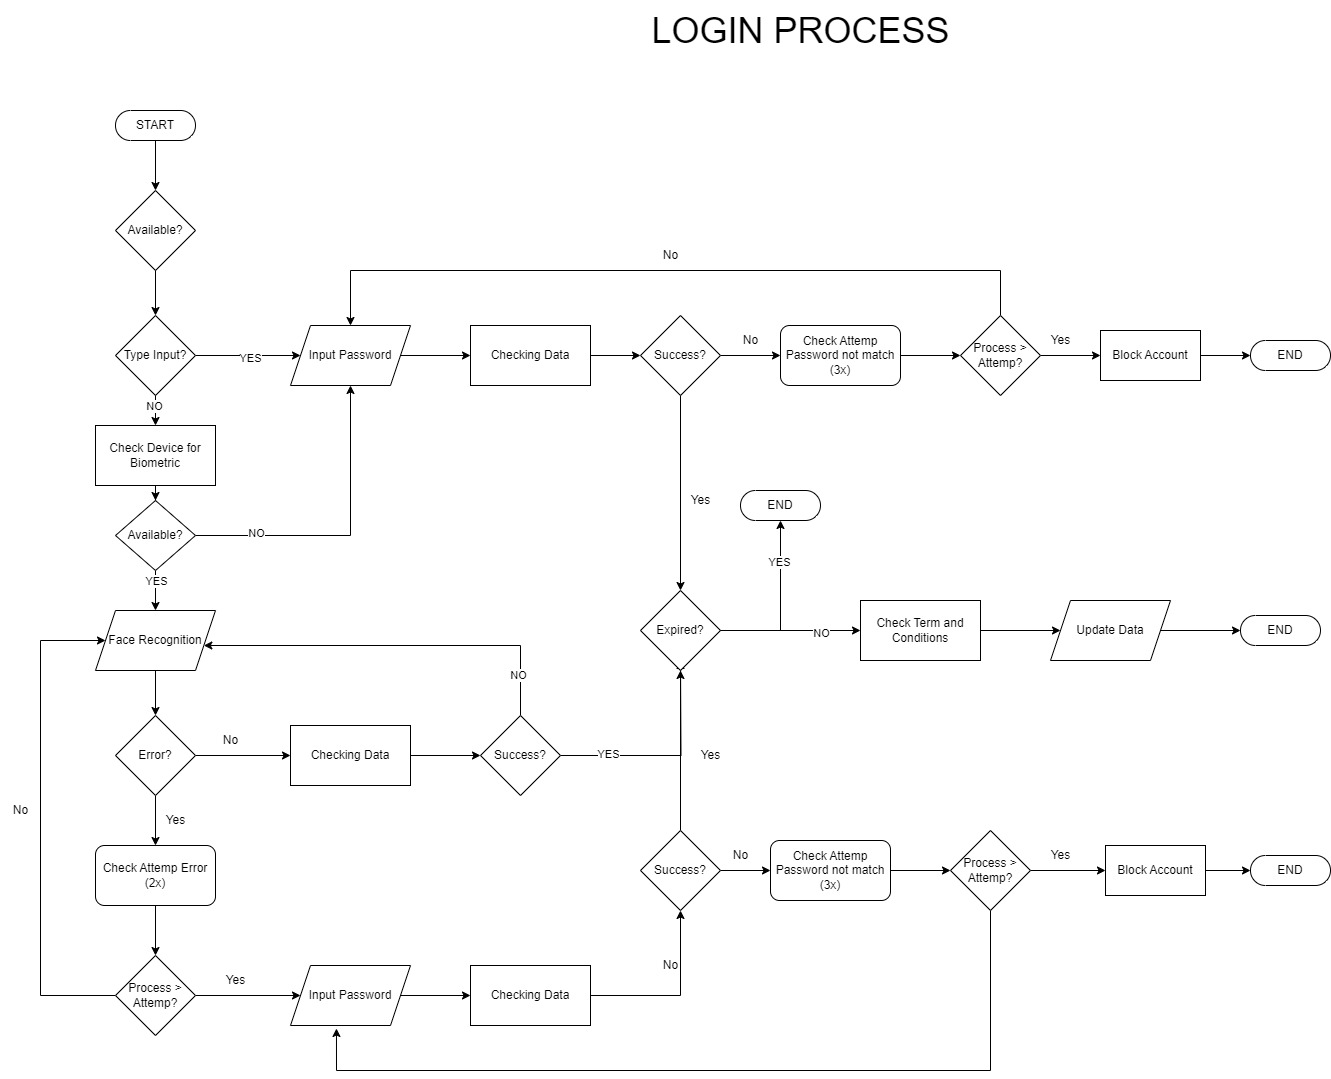 LOGIN PROCESS
START
Available?
No
Type Input?
YES
Input Password
Checking Data
Success?
No
Check Attemp
Password not match
(3x)
Process >
Attemp?
Yes
Block Account
END
NO
Check Device for
Biometric
Available?
NO
YES
Yes
END
YES
Face Recognition
Expired?
NO
Check Term and
Conditions
Update Data
END
NO
Error?
No
Checking Data
Success?
YES
Yes
No
Yes
Check Attemp Error
(2x)
Success?
No
Check Attemp
Password not match
(3x)
Process >
Attemp?
Yes
Block Account
END
No
Process >
Attemp?
Yes
Input Password
Checking Data